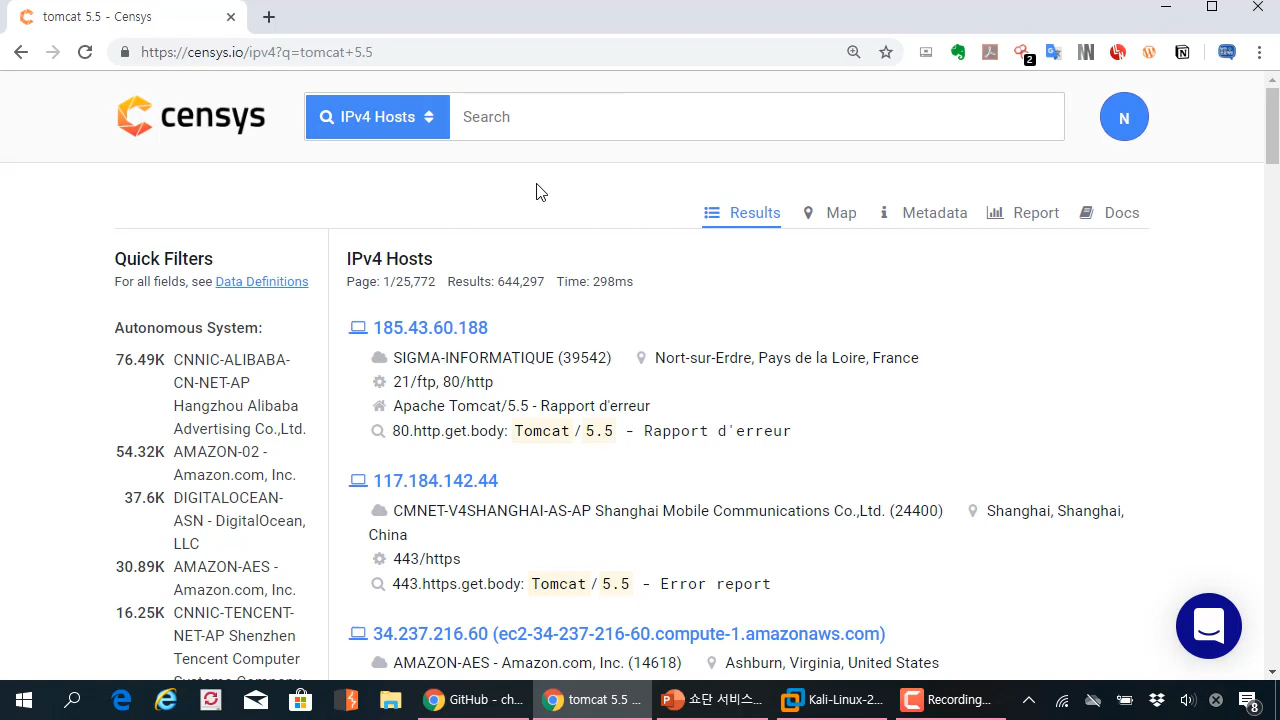 tomcat 5.5 - Censys
https://censys.io/ipv4?q=tomcat+5.5
2
censys
IPv4 Hosts
Search
N
Results
Map
Metadata
Report
Docs
Quick Filters
For all fields, see Data Definitions
Autonomous System:
76.49K CNNIC-ALIBABA-
CN-NET-AP
Hangzhou Alibaba
Advertising Co.,Ltd.
54.32K AMAZON-02 -
Amazon.com, Inc.
37.6K DIGITALOCEAN-
ASN - DigitalOcean,
LLC
30.89K AMAZON-AES -
Amazon.com, Inc.
16.25K CNNIC-TENCENT-
NET-AP Shenzhen
Tencent Computer
Systems Company
IPv4 Hosts
Page: 1/25,772 Results: 644,297 Time: 298ms
185.43.60.188
SIGMA-INFORMATIQUE (39542) Nort-sur-Erdre, Pays de la Loire, France
21/ftp, 80/http
Apache Tomcat/5.5 - Rapport d'erreur
80.http.get.body: Tomcat/5.5 - Rapport d'erreur
117.184.142.44
CMNET-V4SHANGHAI-AS-AP Shanghai Mobile Communications Co.,Ltd. (24400) Shanghai, Shanghai,
China
443/https
443.https.get.body: Tomcat/5.5 - Error report
34.237.216.60 (ec2-34-237-216-60.compute-1.amazonaws.com)
AMAZON-AES - Amazon.com, Inc. (14618) Ashburn, Virginia, United States
GitHub - ch...
tomcat 5.5 ...
쇼단 서비스...
Kali-Linux-2...
Recording...
8